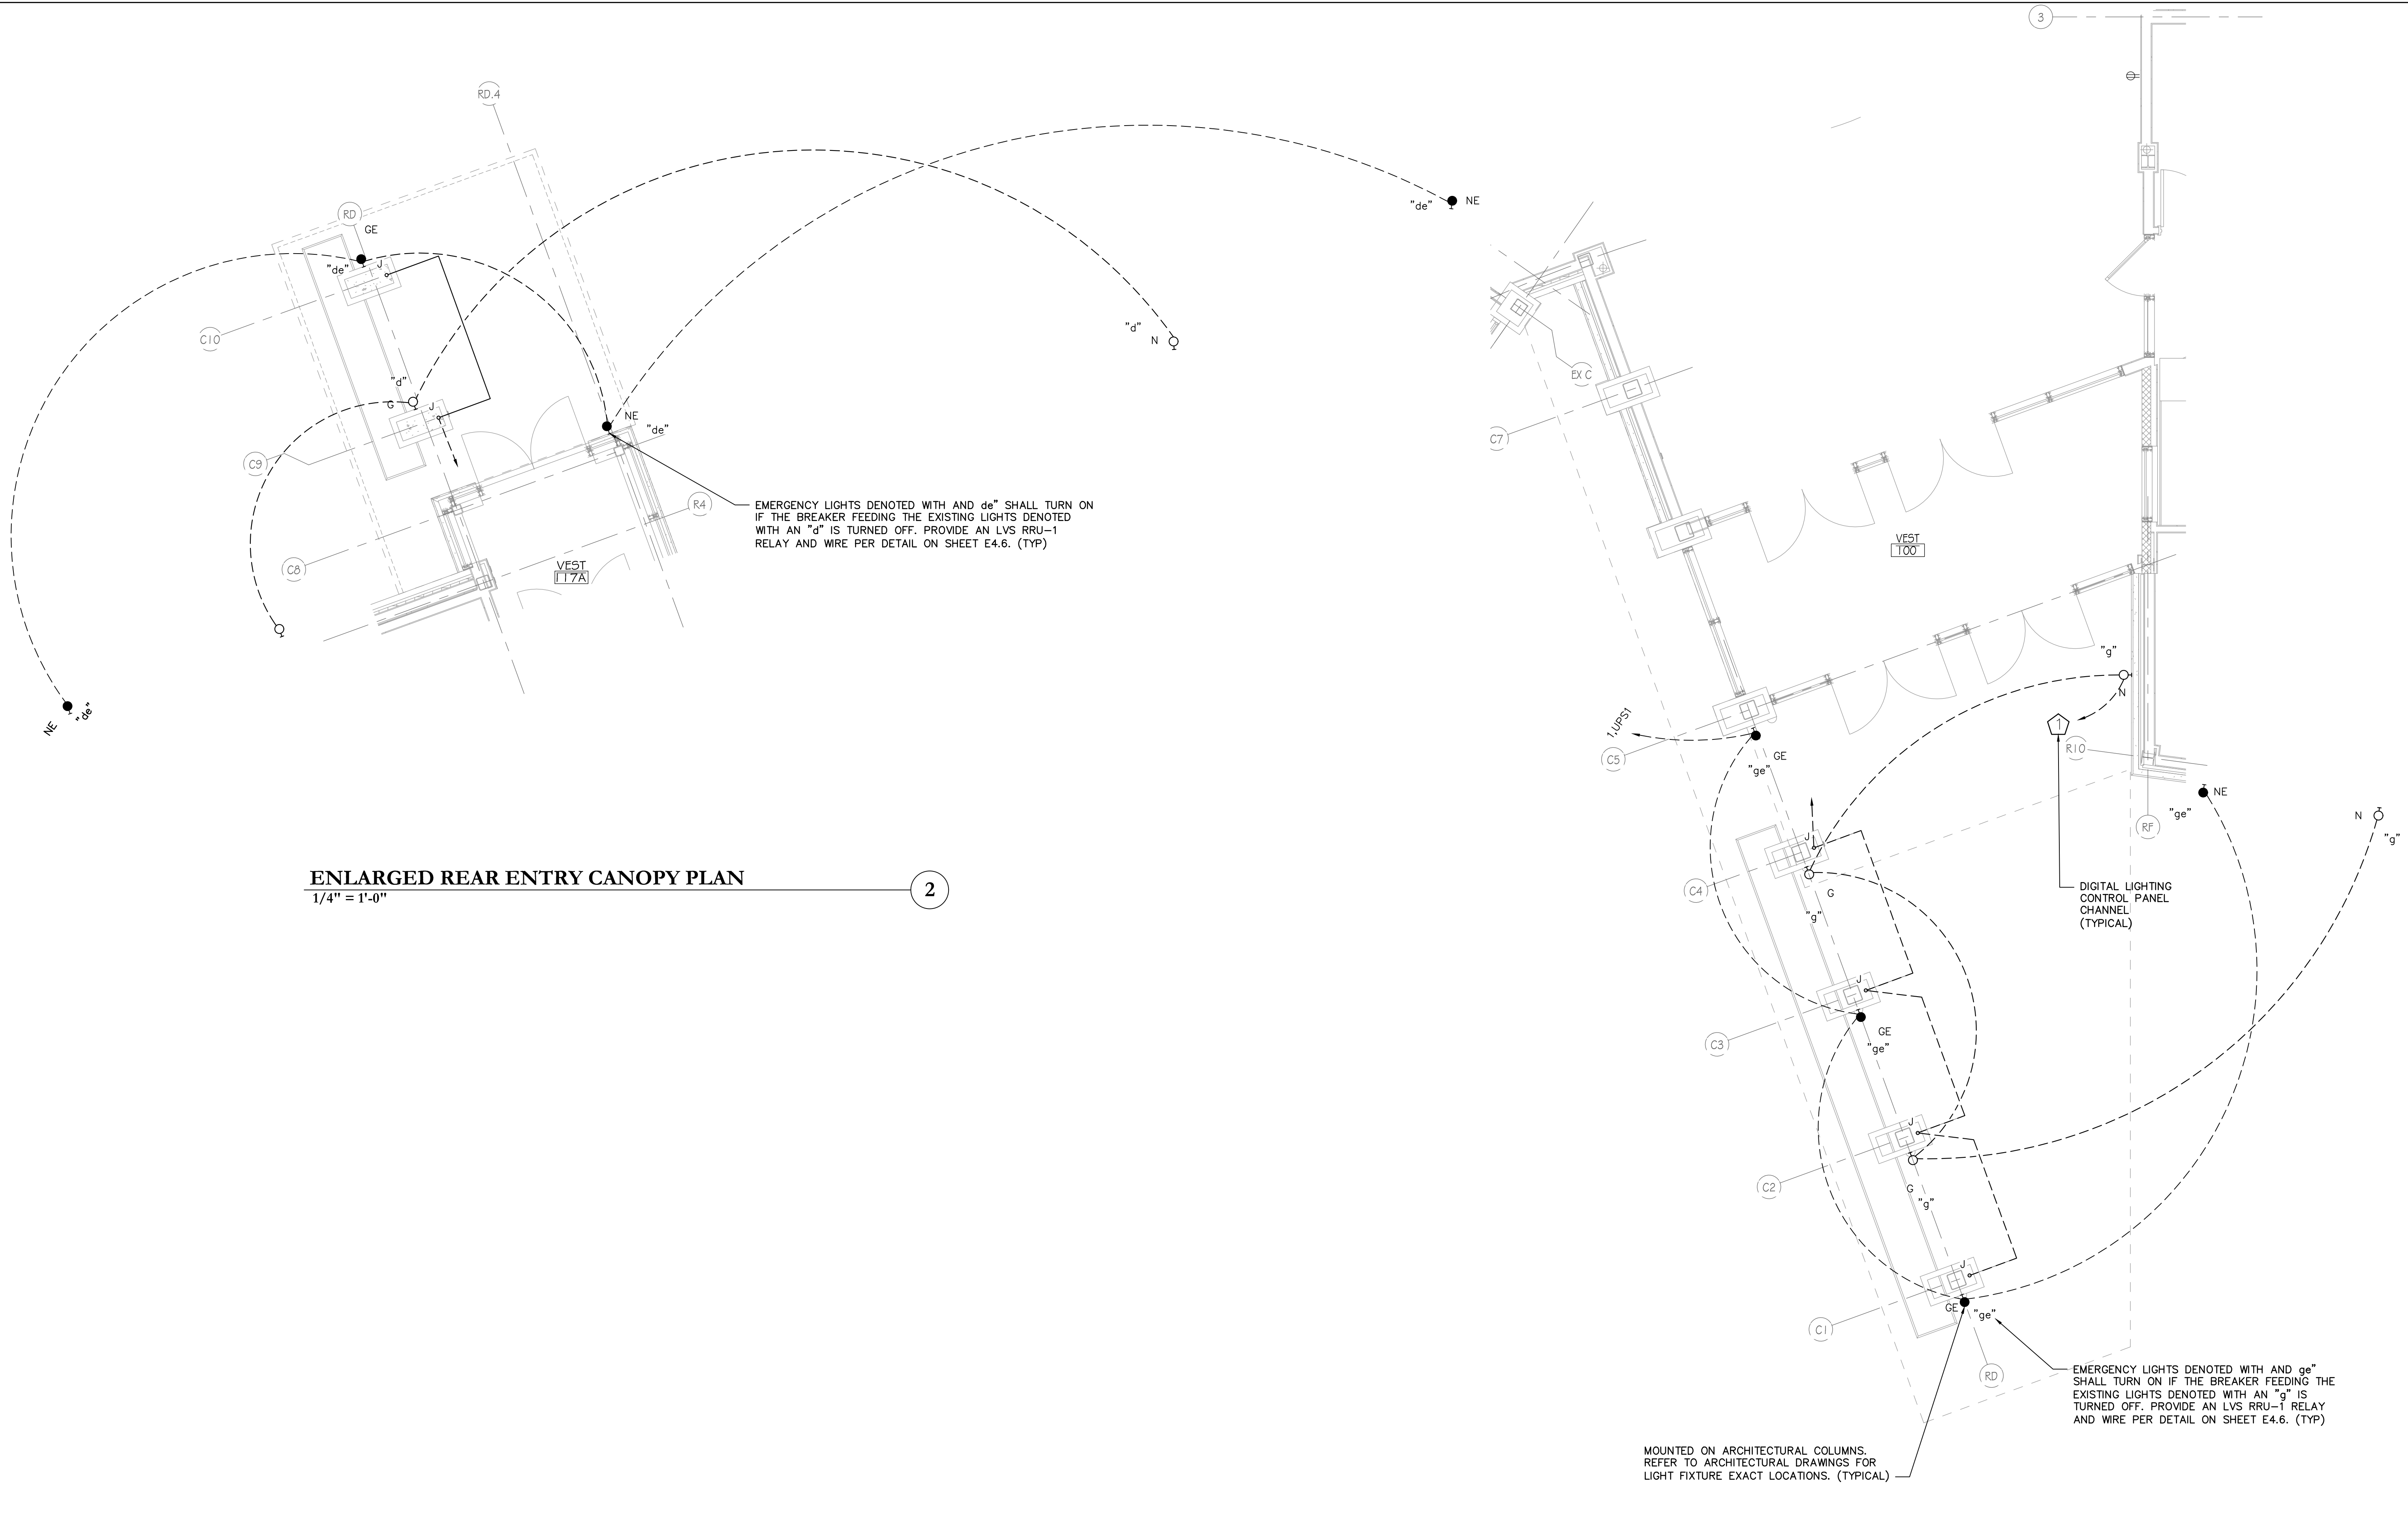 3
RD.4
RD
GE
"de"
J
C10
"d"
G
J
C9
NE
"de"
R4
C8
VEST
117A
EMERGENCY LIGHTS DENOTED WITH AND de" SHALL TURN ON
IF THE BREAKER FEEDING THE EXISTING LIGHTS DENOTED
WITH AN "d" IS TURNED OFF. PROVIDE AN LVS RRU-1
RELAY AND WIRE PER DETAIL ON SHEET E4.6. (TYP)
"d"
N
"de"
NE
NE
"de"
ENLARGED REAR ENTRY CANOPY PLAN
1/4" = 1'-0"
2
EX C
C7
VEST
100
"g"
N
1
1,UPS1
C5
GE
"ge"
R10
RF
NE
"ge"
N
"g"
J
C4
G
"g"
DIGITAL LIGHTING
CONTROL PANEL
CHANNEL
(TYPICAL)
J
C3
GE
"ge"
J
C2
G
"g"
J
C1
GE
"ge"
RD
EMERGENCY LIGHTS DENOTED WITH AND ge"
SHALL TURN ON IF THE BREAKER FEEDING THE
EXISTING LIGHTS DENOTED WITH AN "g" IS
TURNED OFF. PROVIDE AN LVS RRU-1 RELAY
AND WIRE PER DETAIL ON SHEET E4.6. (TYP)
MOUNTED ON ARCHITECTURAL COLUMNS.
REFER TO ARCHITECTURAL DRAWINGS FOR
LIGHT FIXTURE EXACT LOCATIONS. (TYPICAL)